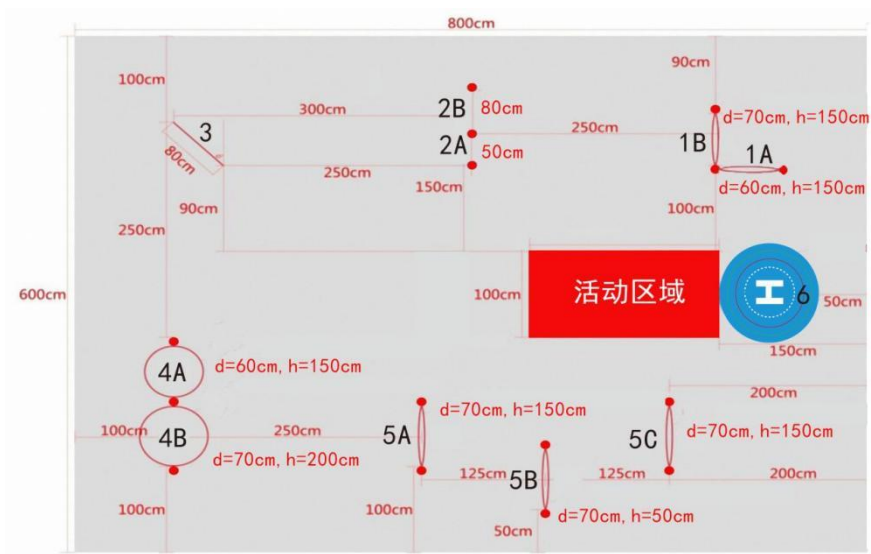 800cm
100cm
90cm
300cm
2B
80cm
d=70cm, h=150cm
3
250cm
80cm
2A
50cm
1B
1A
250cm
150cm
d=60cm, h=150cm
90cm
100cm
250cm
600cm
100cm
活动区域
H
6
50cm
150cm
4A
d=60cm, h=150cm
200cm
d=70cm, h=150cm
100cm
4B
250cm
5A
5C
d=70cm, h=150cm
d=70cm, h=200cm
125cm
5B
125cm
200cm
100cm
100cm
d=70cm, h=50cm
50cm